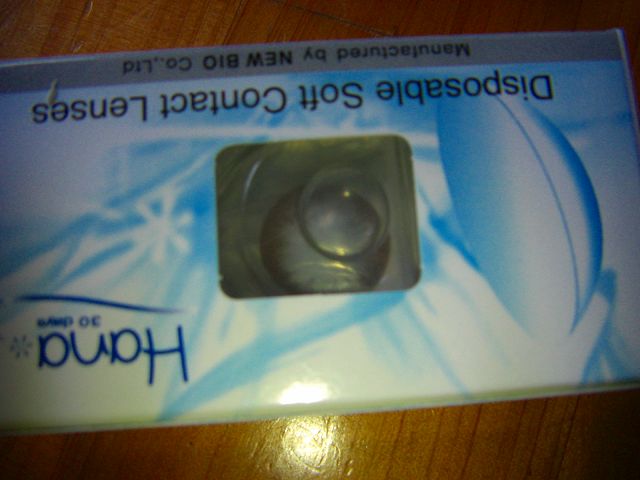 Hana
30 days
Disposable Soft Contact Lenses
Manufactured by NEW BIO Co.,Ltd